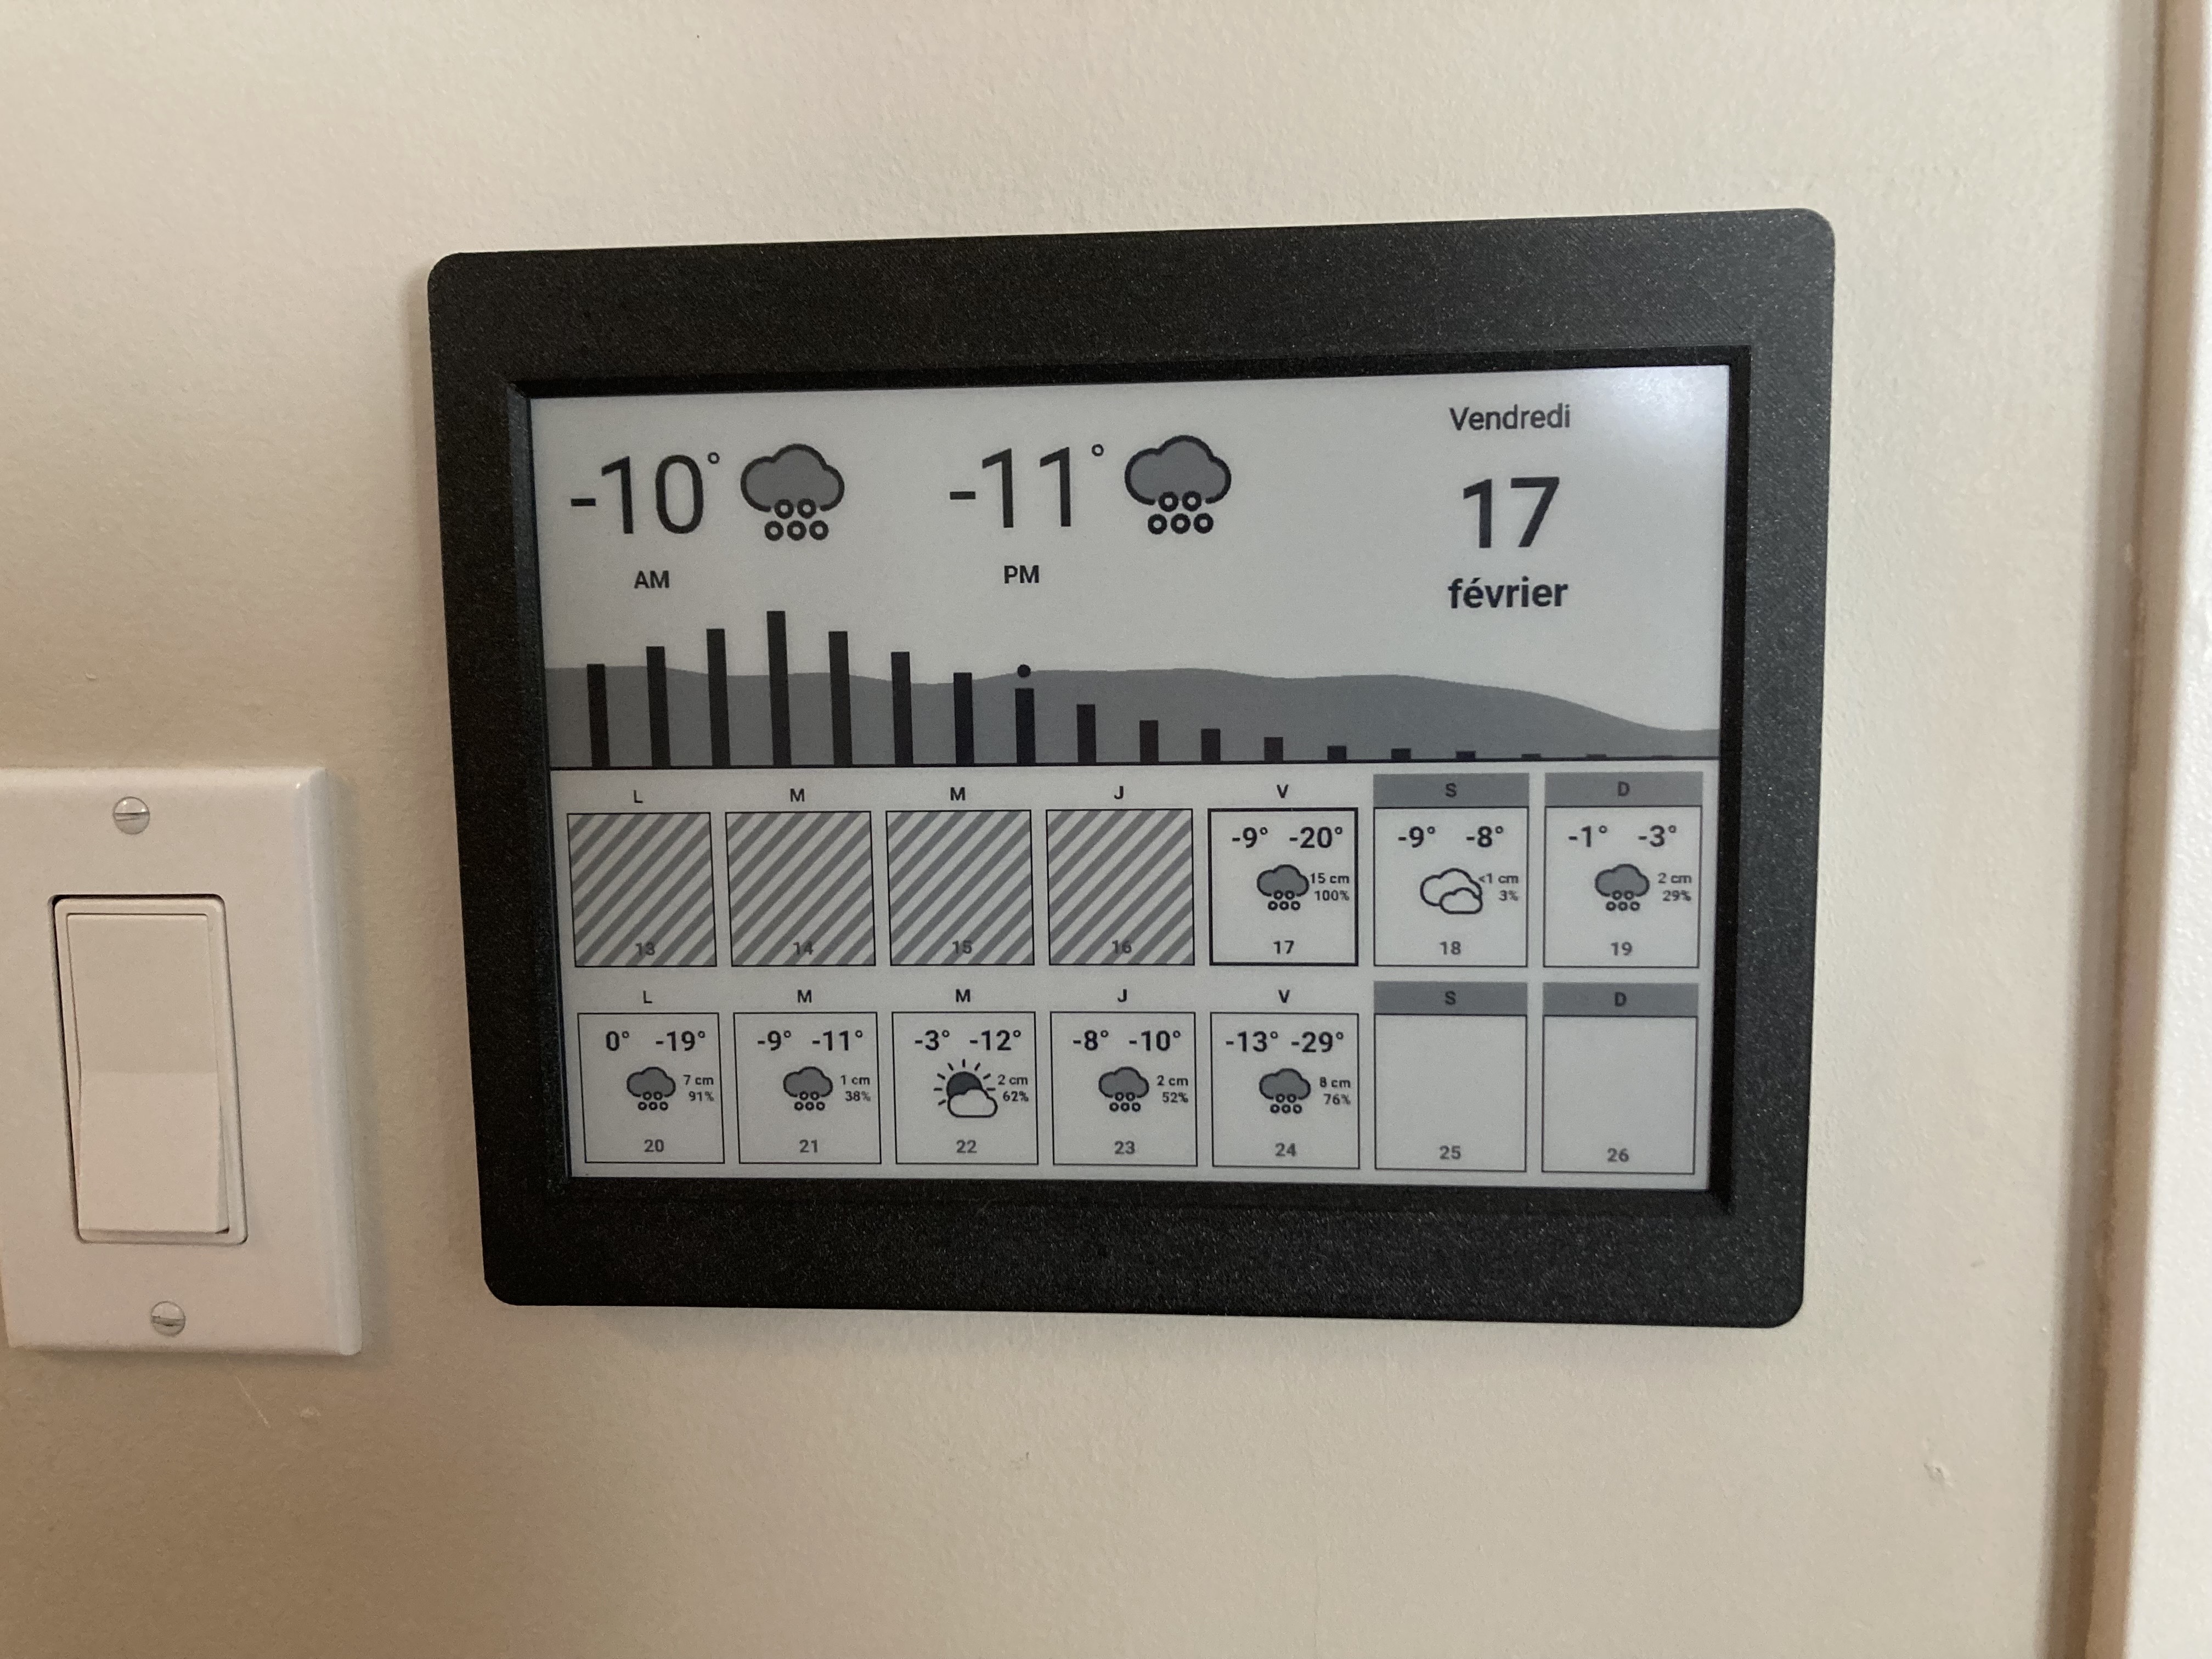 Vendredi
-10° -11° 17
AM PM février
L M M J V S D
-9° -20° -9° -8° -1° -3°
15 cm <1 cm 2 cm
100% 3% 29%
13 14 15 16 17 18 19
L M M J V S D
0° -19° -9° -11° -3° -12° -8° -10° -13° -29°
7 cm 1 cm 2 cm 2 cm 8 cm
91% 38% 62% 52% 76%
20 21 22 23 24 25 26